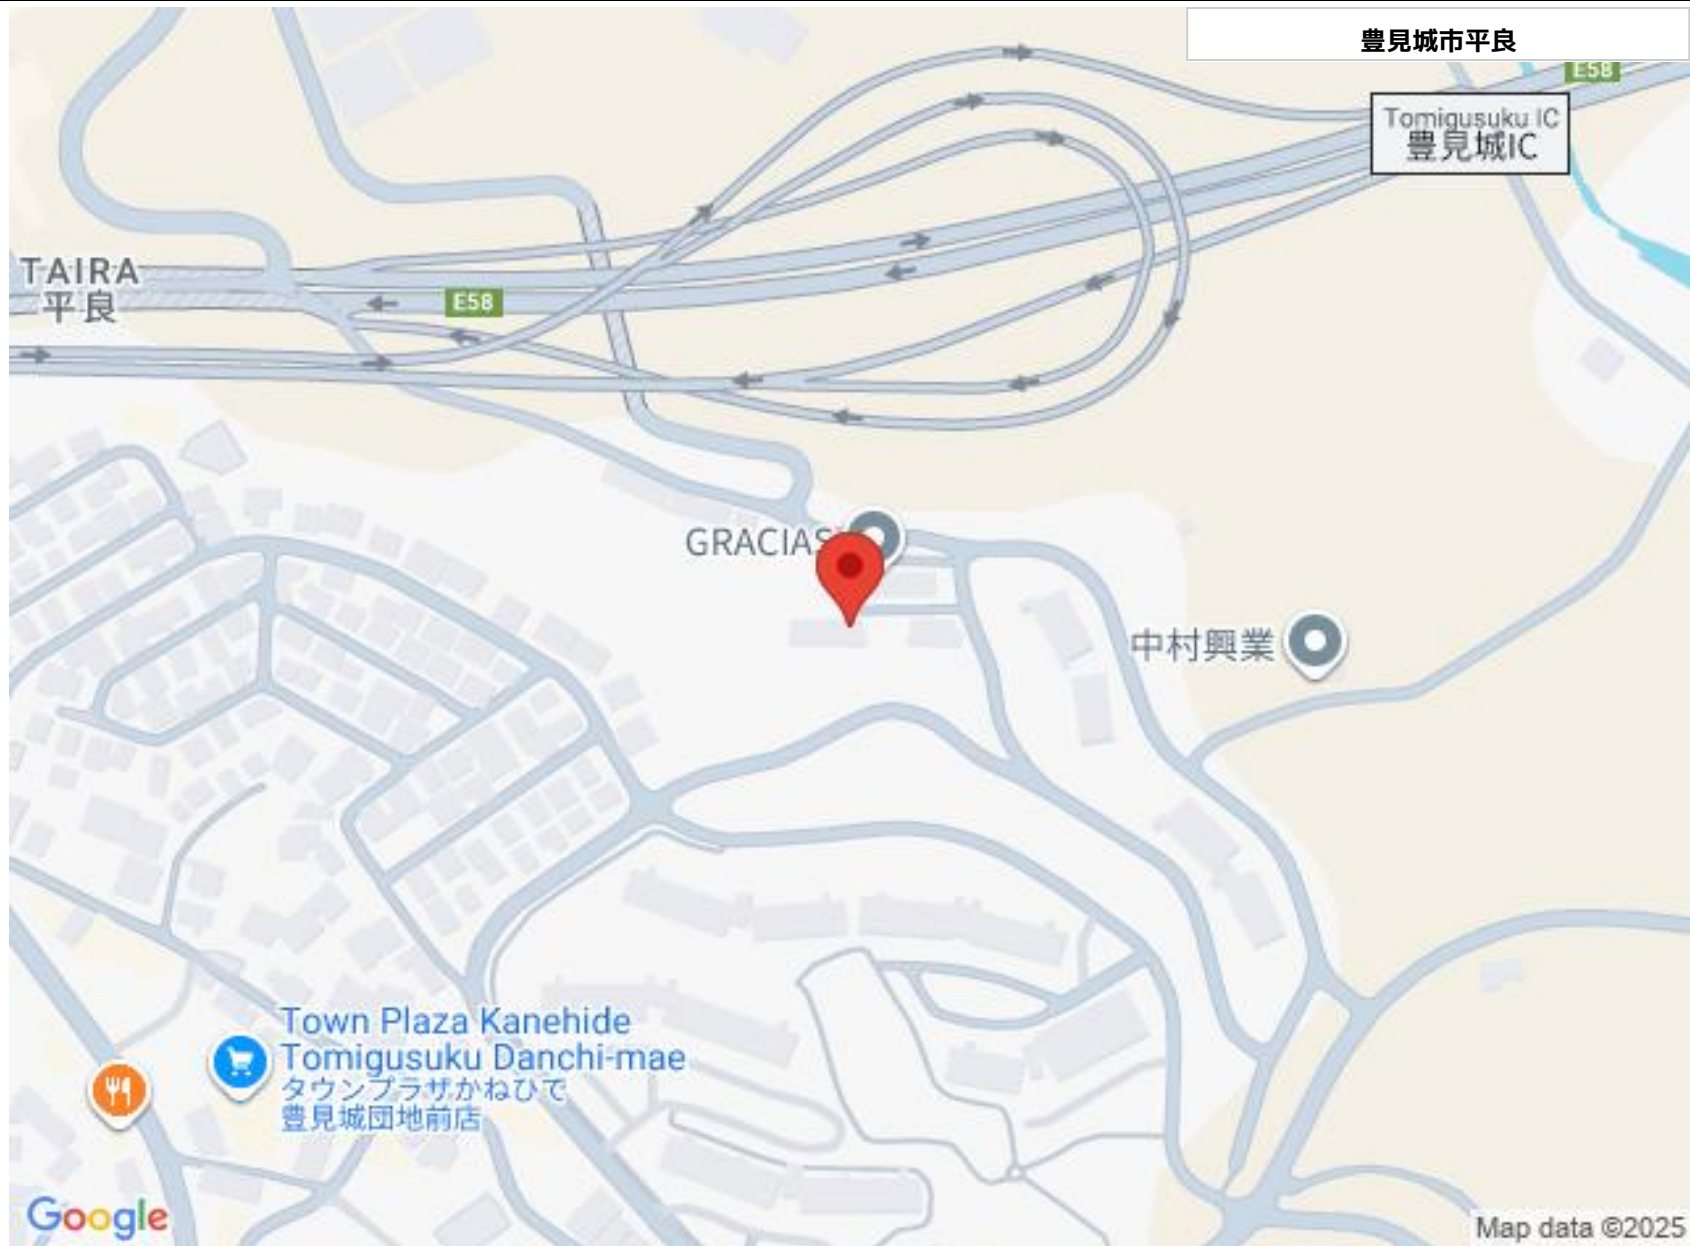 豊見城市平良
E58
Tomigusuku IC
豊見城IC
TAIRA
平良
E58
GRACIAS
中村興業
Town Plaza Kanehide
Tomigusuku Danchi-mae
タウンプラザかねひで
豊見城団地前店
Google
Map data ©2025